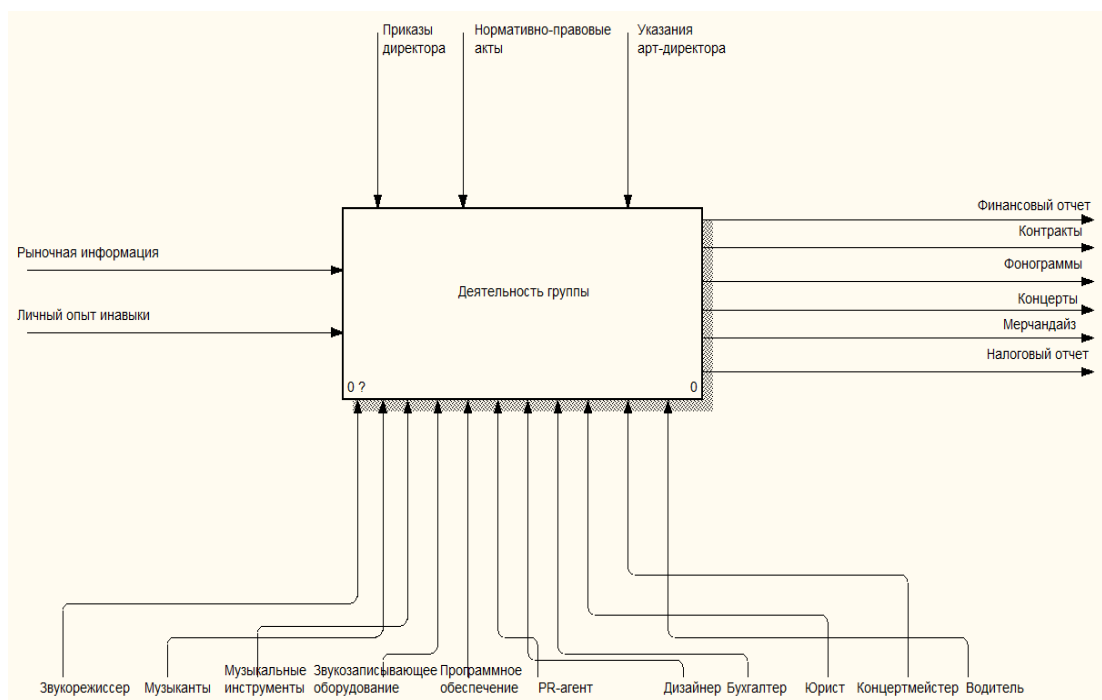 Приказы
директора
Нормативно-правовые
акты
Указания
арт-директора
Финансовый отчет
Контракты
Рыночная информация
Фонограммы
Деятельность группы
Концерты
Личный опыт инавыки
Мерчандайз
Налоговый отчет
0 ?
0
Звукорежиссер
Музыканты
Музыкальные
инструменты
Звукозаписывающее
оборудование
Программное
обеспечение
PR-агент
Дизайнер
Бухгалтер
Юрист
Концертмейстер
Водитель